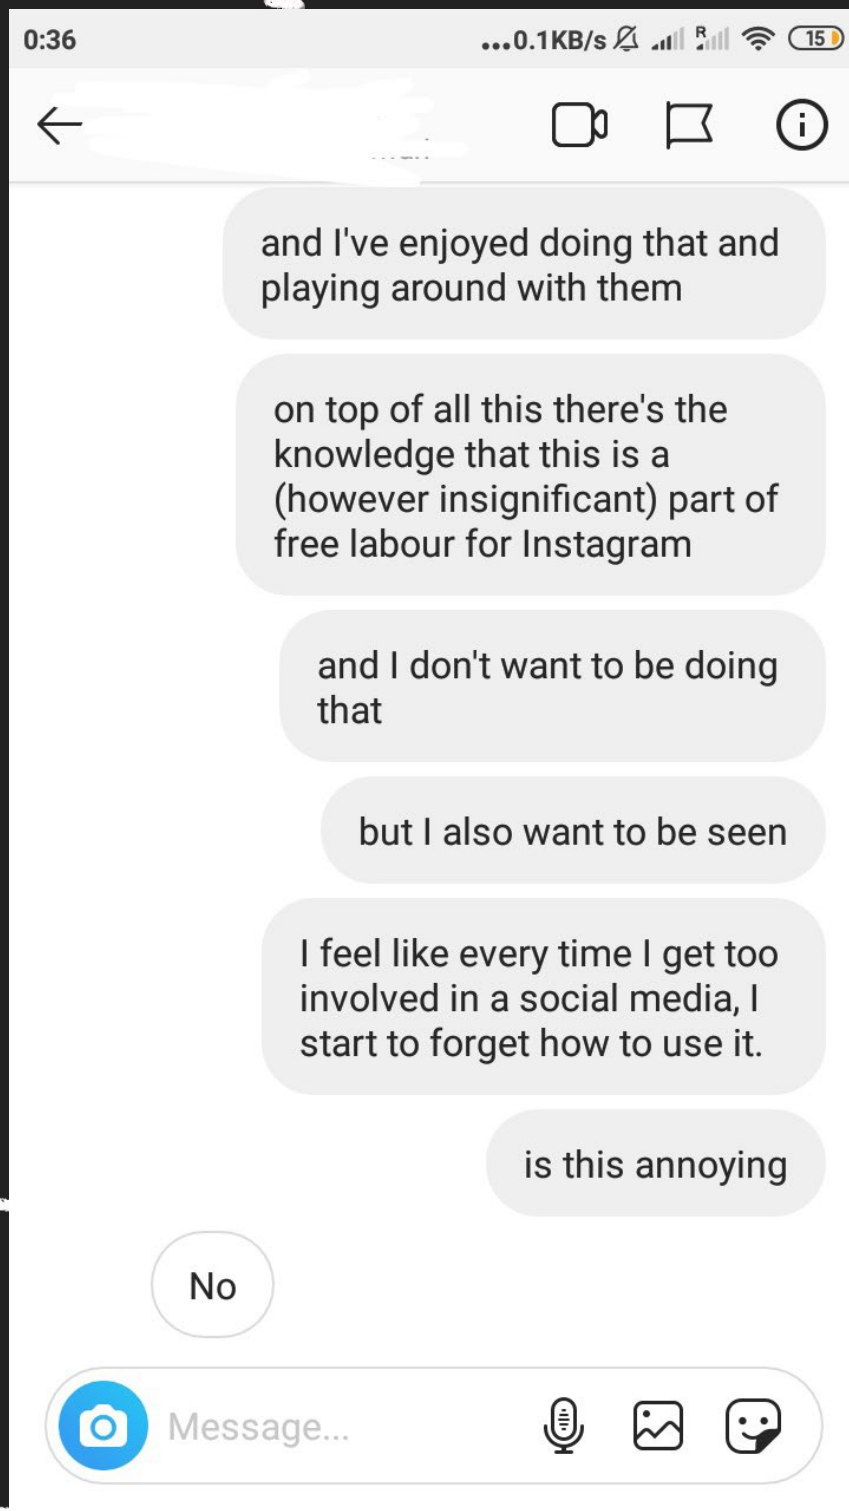 0:36
...0.1KB/s R 15
and I've enjoyed doing that and
playing around with them
on top of all this there's the
knowledge that this is a
(however insignificant) part of
free labour for Instagram
and I don't want to be doing
that
but I also want to be seen
I feel like every time I get too
involved in a social media, I
start to forget how to use it.
is this annoying
No
Message...